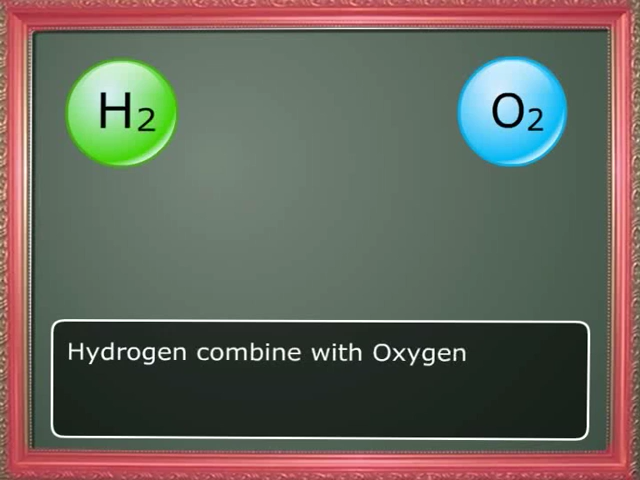 H₂
O₂
Hydrogen combine with Oxygen